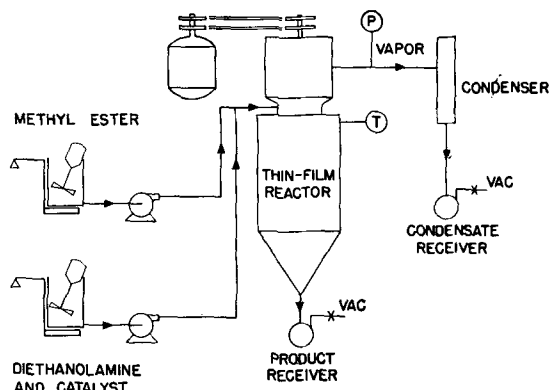 P
VAPOR
CONDENSER
METHYL ESTER
T
THIN-FILM
REACTOR
VAC
CONDENSATE
RECEIVER
VAC
PRODUCT
RECEIVER
DIETHANOLAMINE
AND CATALYST